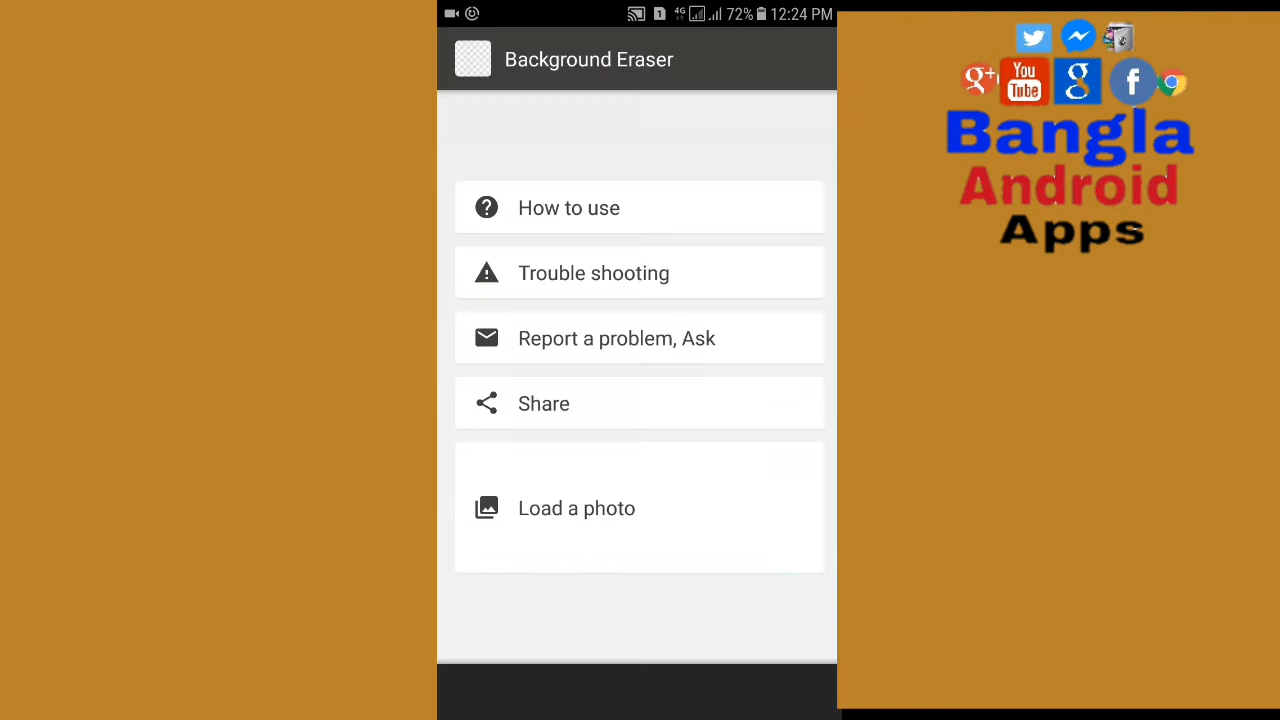 4G 72% 12:24 PM
Background Eraser
How to use
Trouble shooting
Report a problem, Ask
Share
Load a photo
g+ You Tube g f
Bangla
Android
Apps